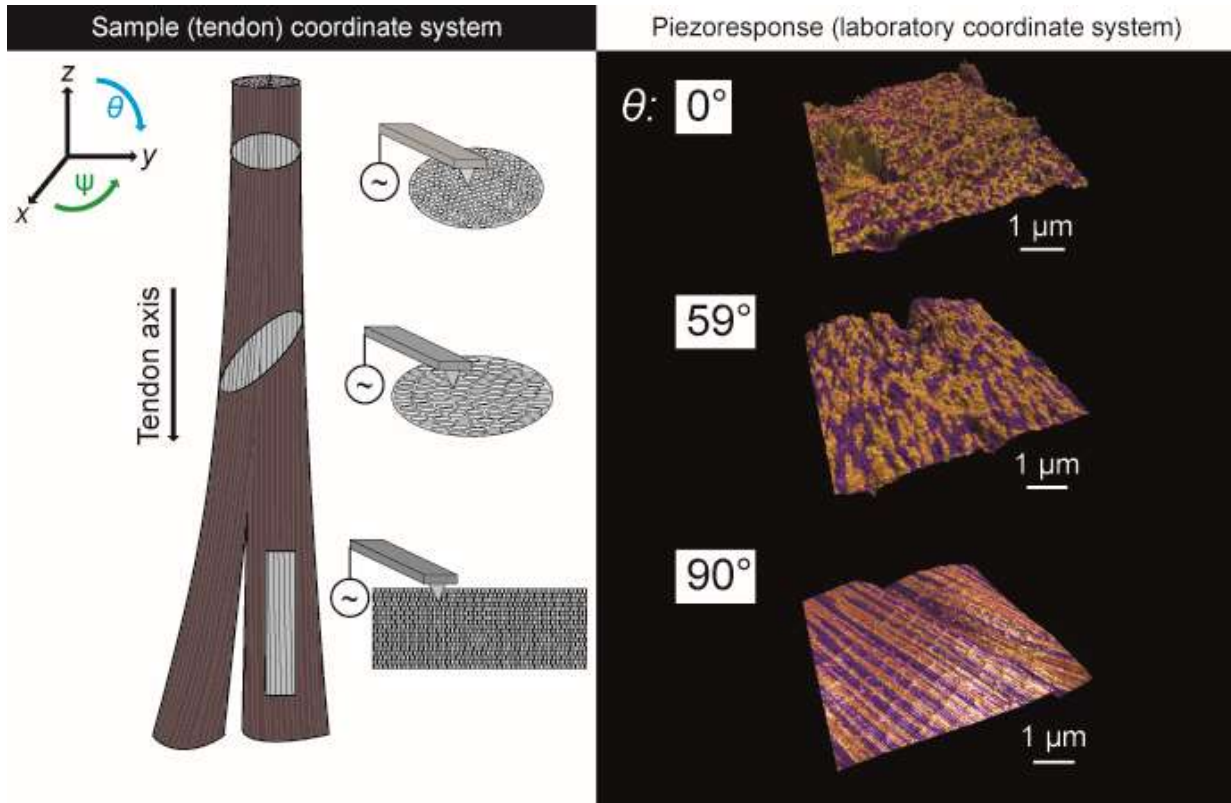 Sample (tendon) coordinate system
z
θ
y
ψ
x
Tendon axis
~
~
~
Piezoresponse (laboratory coordinate system)
θ: 0°
1 μm
59°
1 μm
90°
1 μm